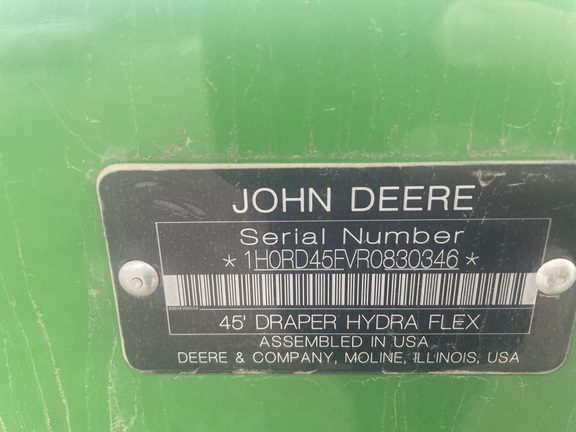 JOHN DEERE
Serial Number
* 1H0RD45FVR0830346 *
45' DRAPER HYDRA FLEX
ASSEMBLED IN USA
DEERE & COMPANY, MOLINE, ILLINOIS, USA